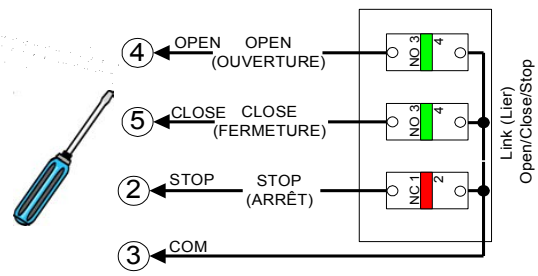 4 OPEN OPEN NO 3 4
(OUVERTURE)
5 CLOSE CLOSE NO 3 4
(FERMETURE)
2 STOP STOP NC 1 2
(ARRÊT)
3 COM
Link (Lier)
Open/Close/Stop